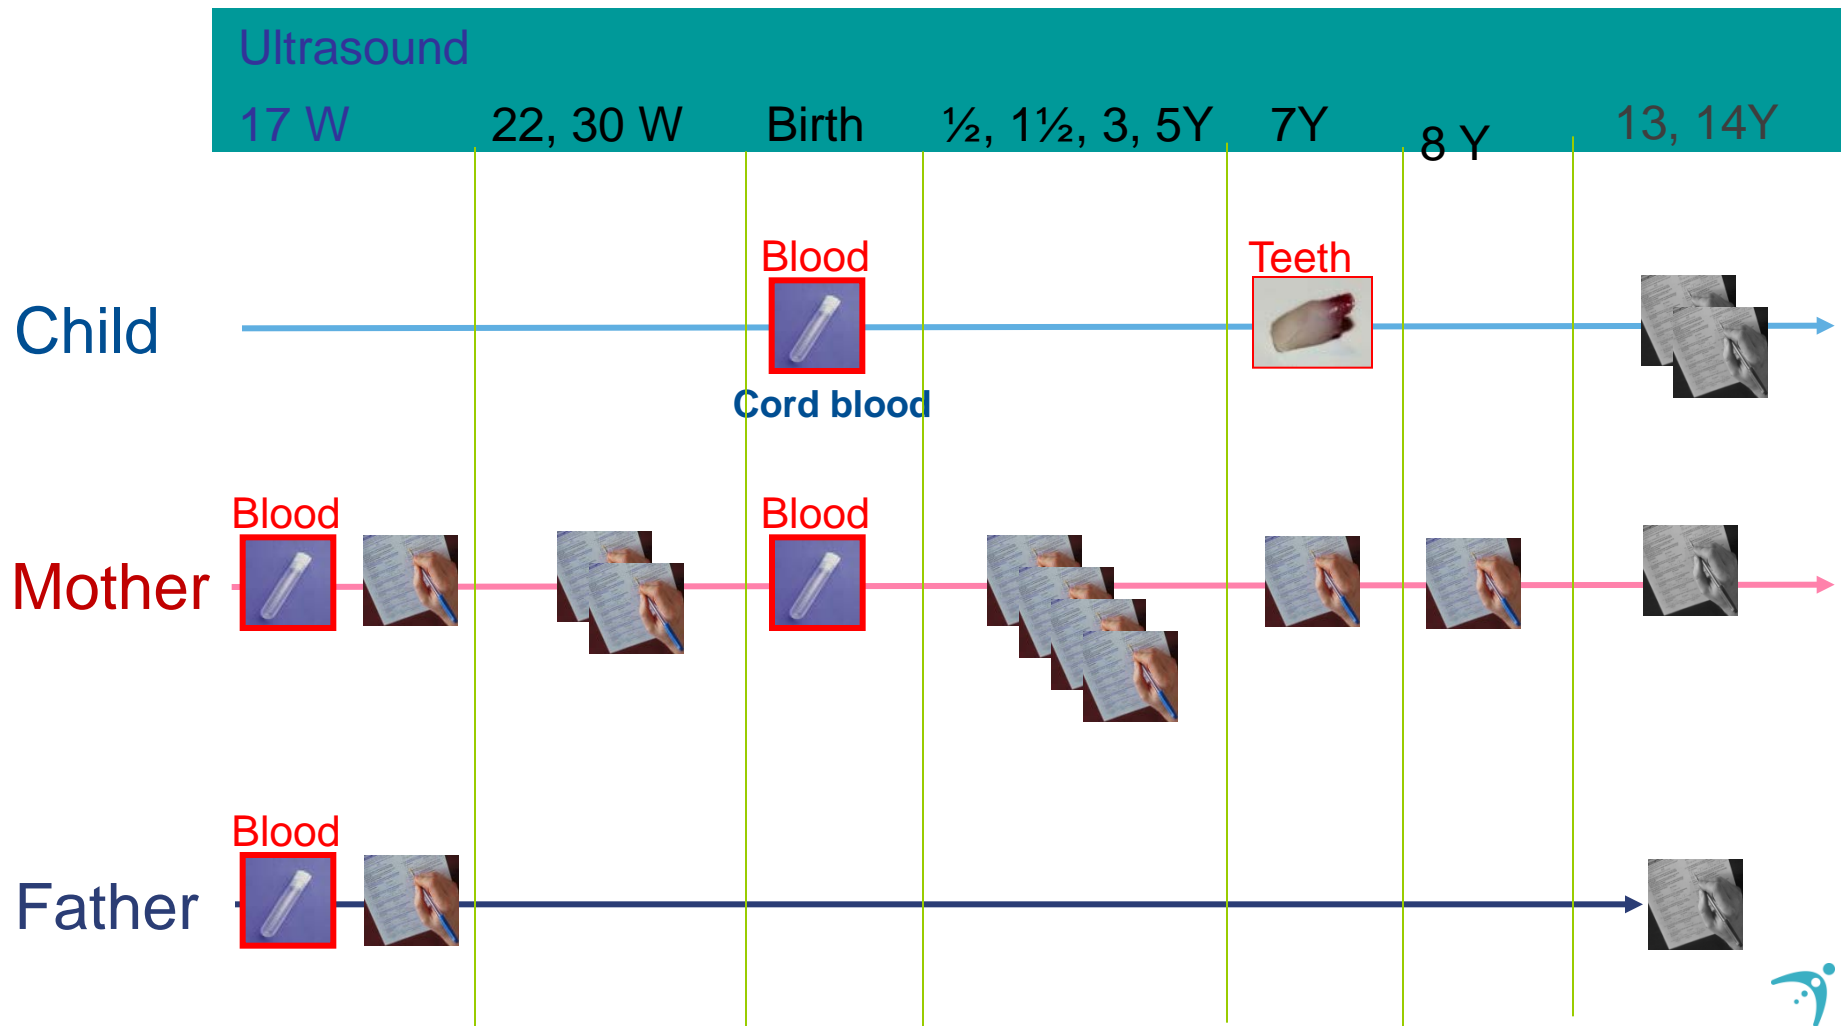 Ultrasound
17 W
22, 30 W
Birth
½, 1½, 3, 5Y
7Y
8 Y
13, 14Y
Blood
Teeth
Child
Cord blood
Blood
Blood
Mother
Blood
Father